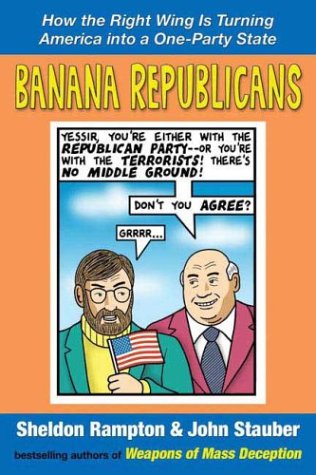 How the Right Wing Is Turning
America into a One-Party State
BANANA REPUBLICANS
YESSIR, YOU'RE EITHER WITH THE
REPUBLICAN PARTY--OR YOU'RE
WITH THE TERRORISTS! THERE'S
NO MIDDLE GROUND!
DON'T YOU AGREE?
GRRRR...
Sheldon Rampton & John Stauber
bestselling authors of Weapons of Mass Deception